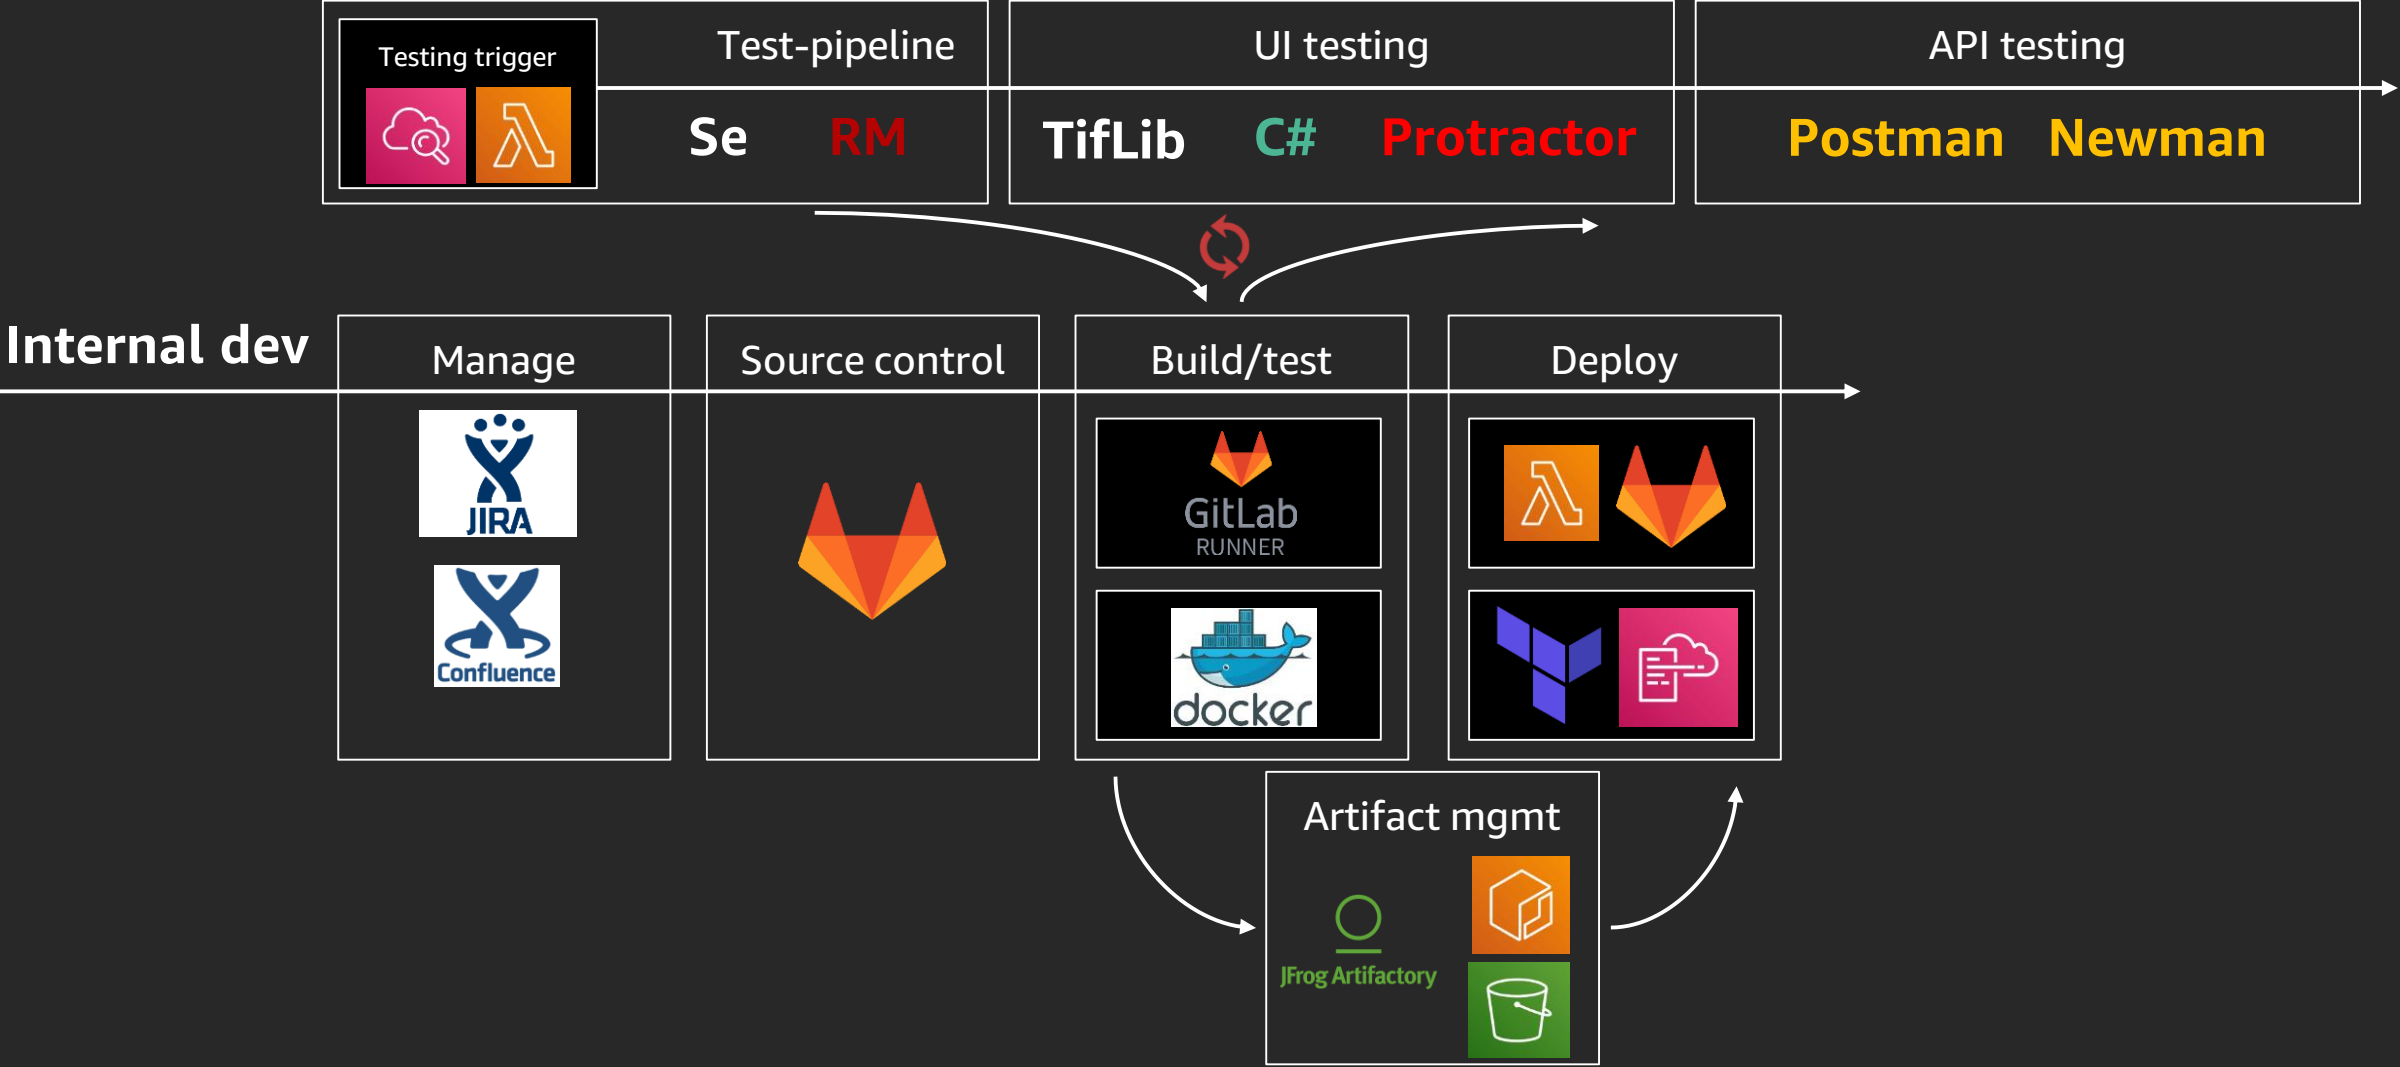 Testing trigger
Test-pipeline
Se RM
UI testing
TifLib C# Protractor
API testing
Postman Newman
Internal dev
Manage
JIRA
Confluence
Source control
Build/test
GitLab
RUNNER
docker
Deploy
Artifact mgmt
JFrog Artifactory